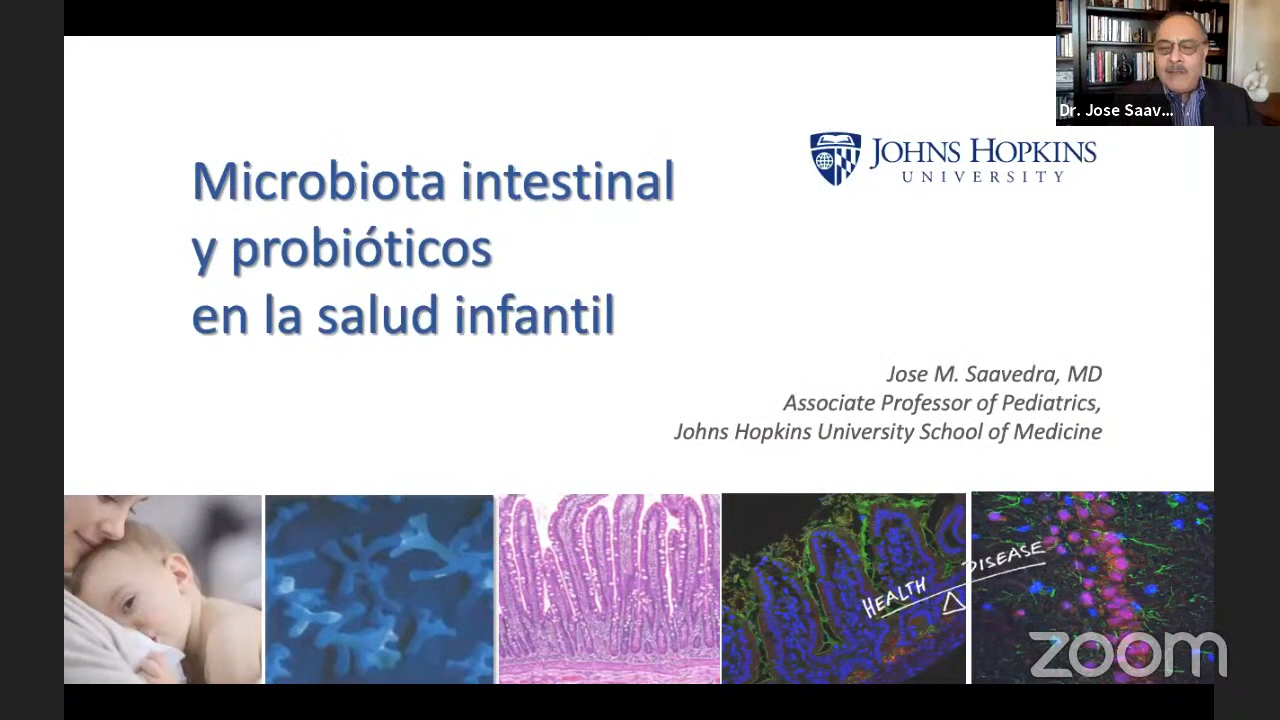 Dr. Jose Saav...
JOHNS HOPKINS
UNIVERSITY
Microbiota intestinal
y probióticos
en la salud infantil
Jose M. Saavedra, MD
Associate Professor of Pediatrics,
Johns Hopkins University School of Medicine
HEALTH
DISEASE
zoom